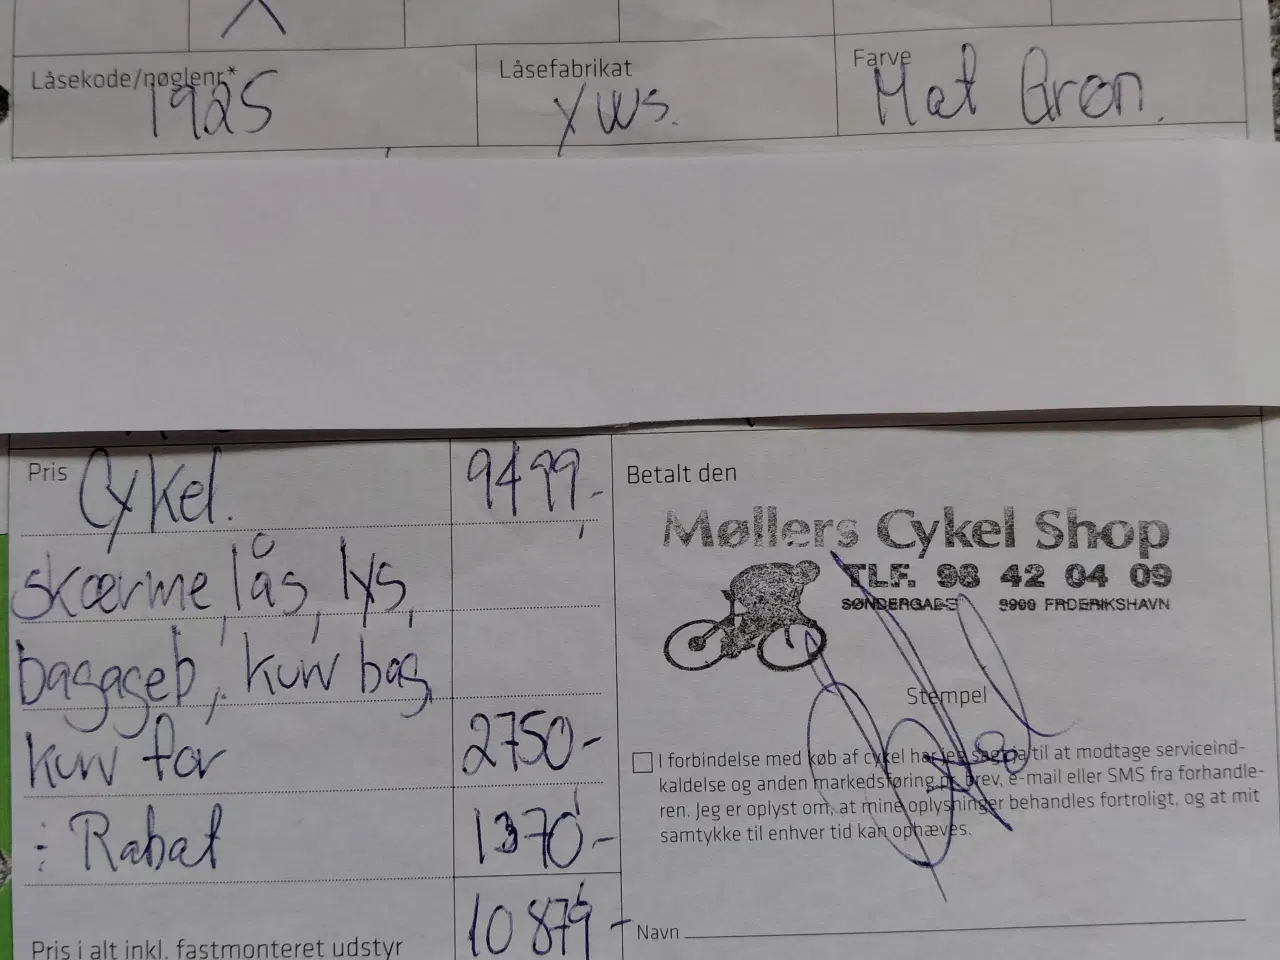 Låsekode/nøglenr.*
1925
Låsefabrikat
XWS.
Farve
Mat Grøn.
Pris
Cykel.
9499,-
skærme, lås, lys,
bagageb, kurv bag,
kurv for
2750-
÷ Rabat
1370,-
Pris i alt inkl. fastmonteret udstyr
10879,-
Betalt den
Møllers Cykel Shop
TLF. 98 42 04 09
SØNDERGADE 9900 FRDERIKSHAVN
Stempel
I forbindelse med køb af cykel har jeg sagt ja til at modtage serviceind-
kaldelse og anden markedsføring pr. brev, e-mail eller SMS fra forhandle-
ren. Jeg er oplyst om, at mine oplysninger behandles fortroligt, og at mit
samtykke til enhver tid kan ophæves.
Navn